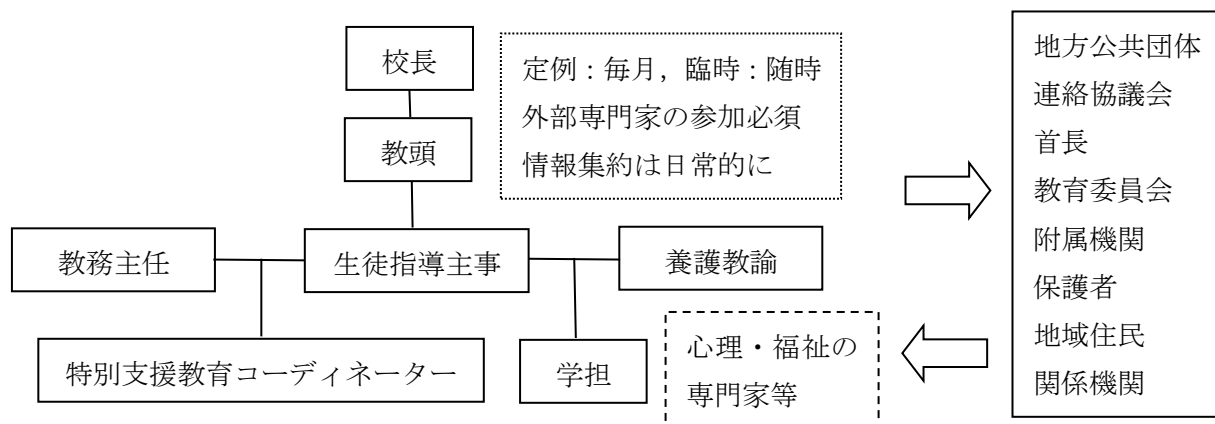 校長
定例：毎月，臨時：随時
外部専門家の参加必須
情報集約は日常的に
教頭
教務主任
生徒指導主事
養護教諭
特別支援教育コーディネーター
学担
心理・福祉の
専門家等
地方公共団体
連絡協議会
首長
教育委員会
附属機関
保護者
地域住民
関係機関